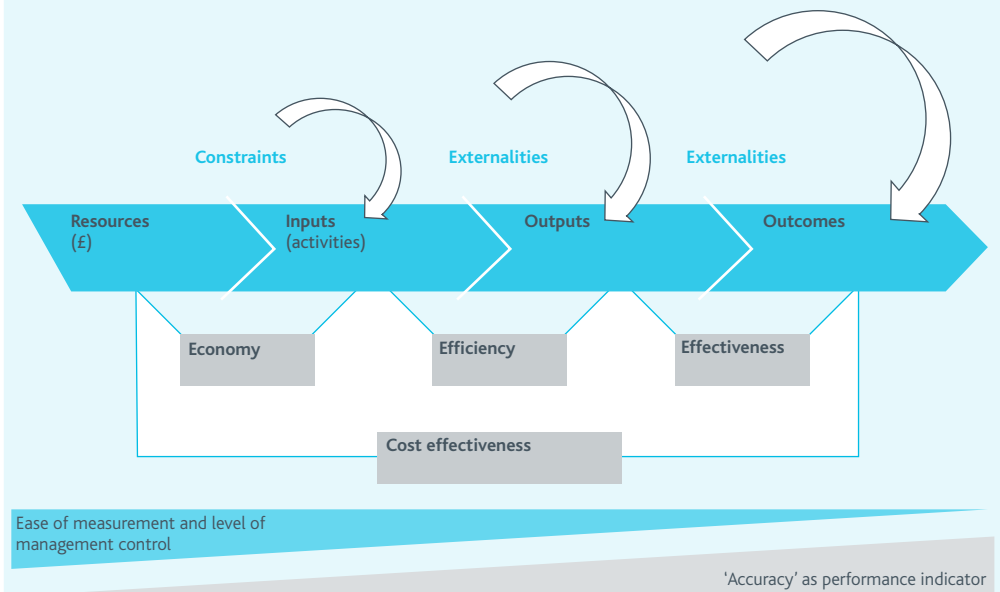 Constraints
Externalities
Externalities
Resources
(£)
Inputs
(activities)
Outputs
Outcomes
Economy
Efficiency
Effectiveness
Cost effectiveness
Ease of measurement and level of
management control
'Accuracy' as performance indicator